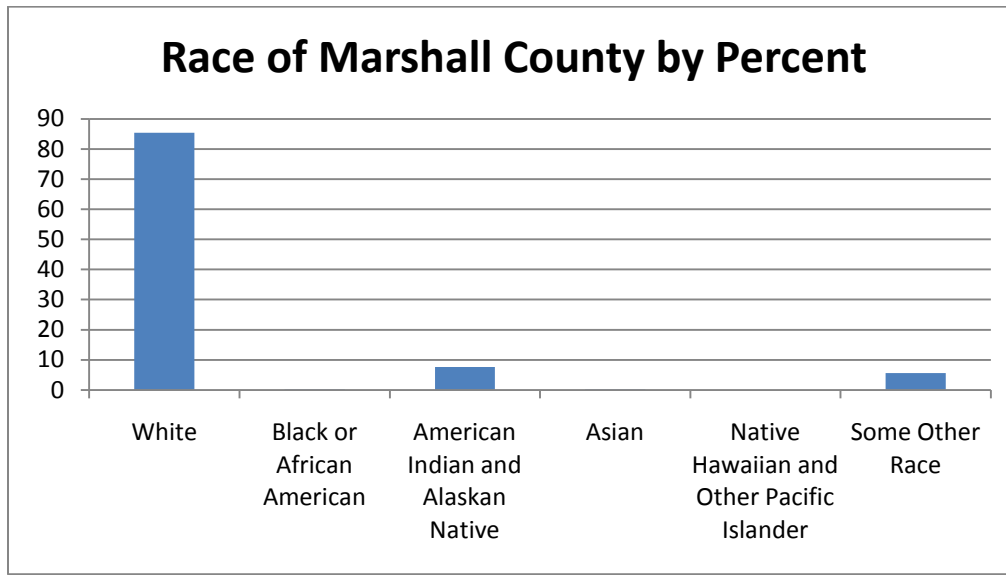 Race of Marshall County by Percent
90
80
70
60
50
40
30
20
10
0
White
Black or
African
American
American
Indian and
Alaskan
Native
Asian
Native
Hawaiian and
Other Pacific
Islander
Some Other
Race